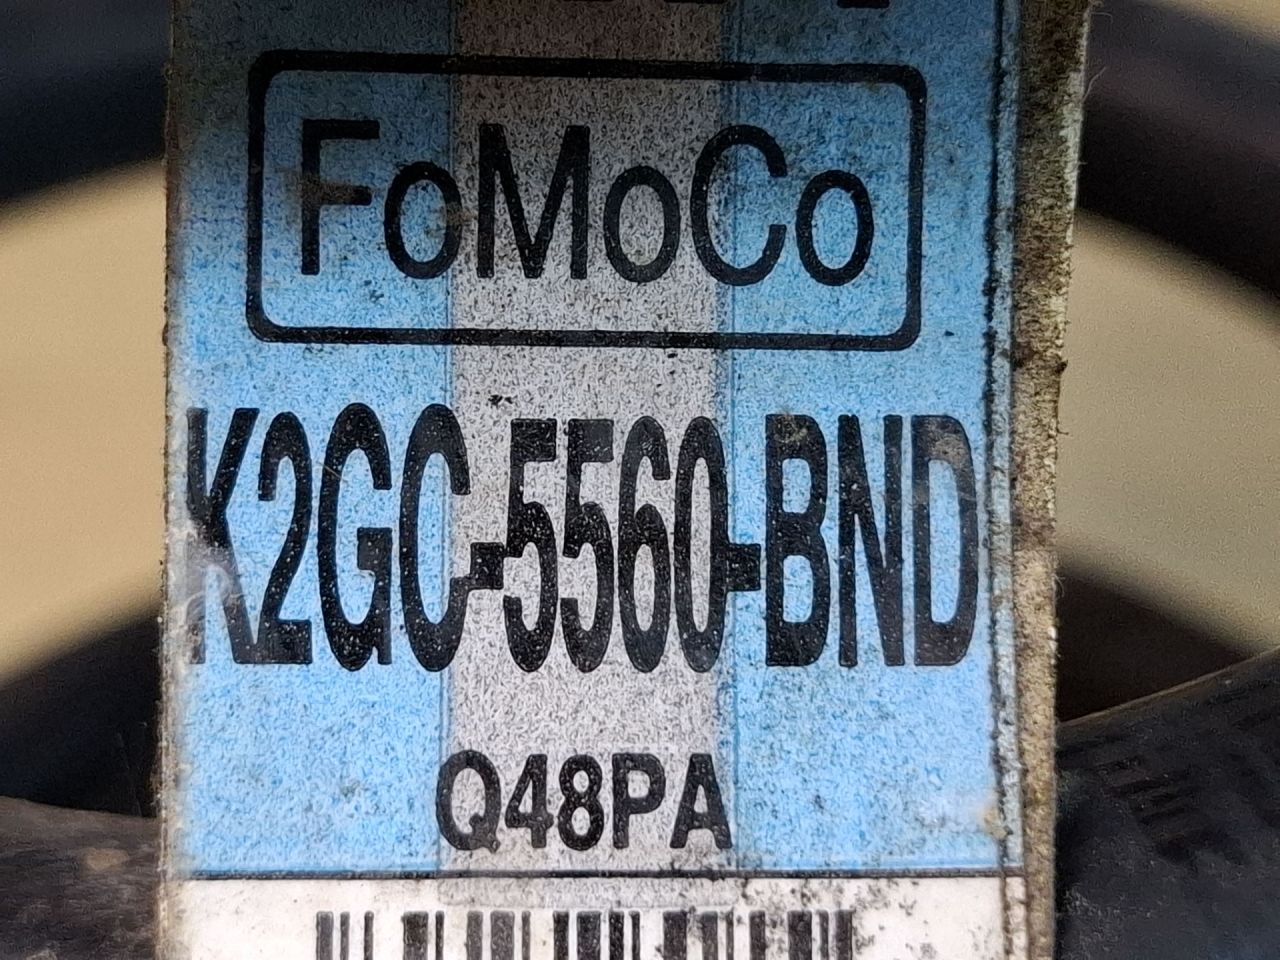 FoMoCo
K2GC-5560-BND
Q48PA